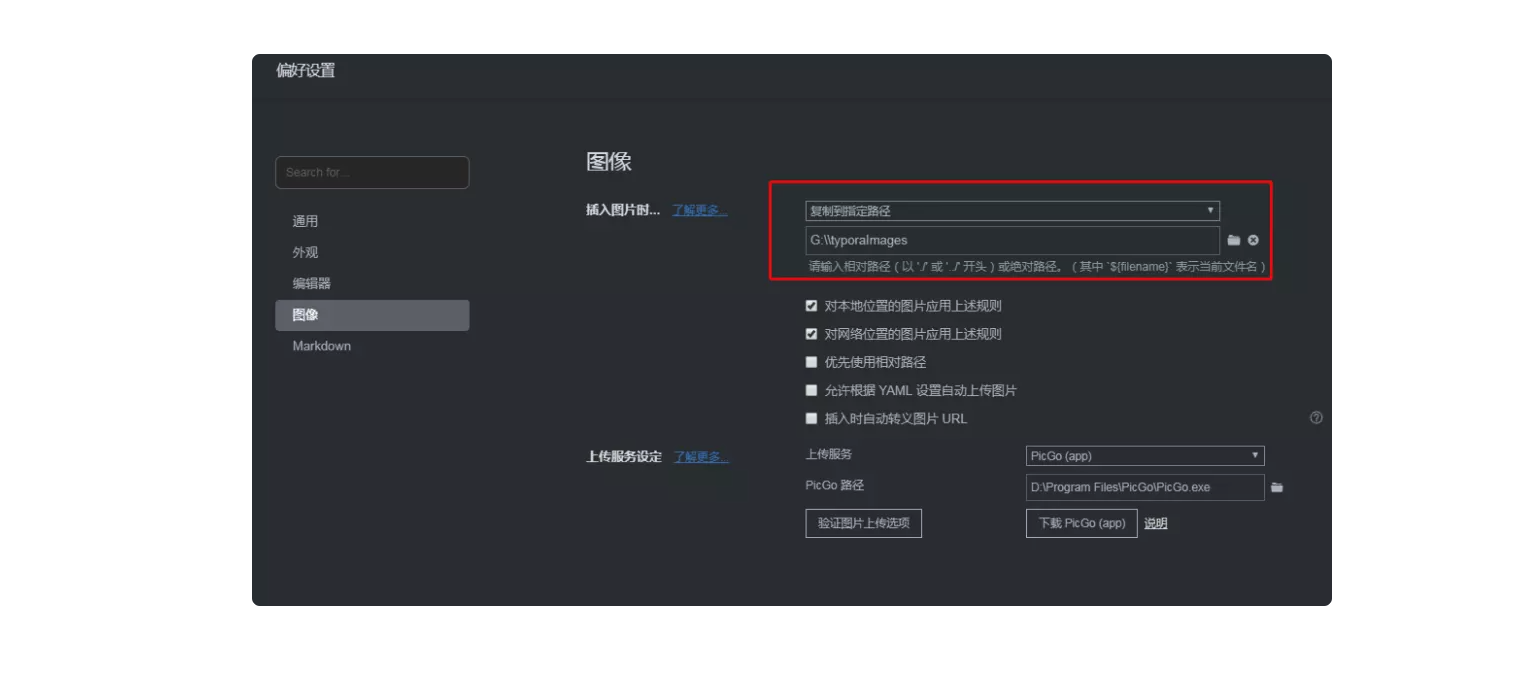 偏好设置
Search for...
通用
外观
编辑器
图像
Markdown
图像
插入图片时... 了解更多...
复制到指定路径
G:\\typoraImages
请输入相对路径 ( 以 './' 或 '../' 开头 ) 或绝对路径。 ( 其中 `${filename}` 表示当前文件名 )
对本地位置的图片应用上述规则
对网络位置的图片应用上述规则
优先使用相对路径
允许根据 YAML 设置自动上传图片
插入时自动转义图片 URL
上传服务设定 了解更多...
上传服务 PicGo (app)
PicGo 路径 D:\Program Files\PicGo\PicGo.exe
验证图片上传选项 下载 PicGo (app) 说明